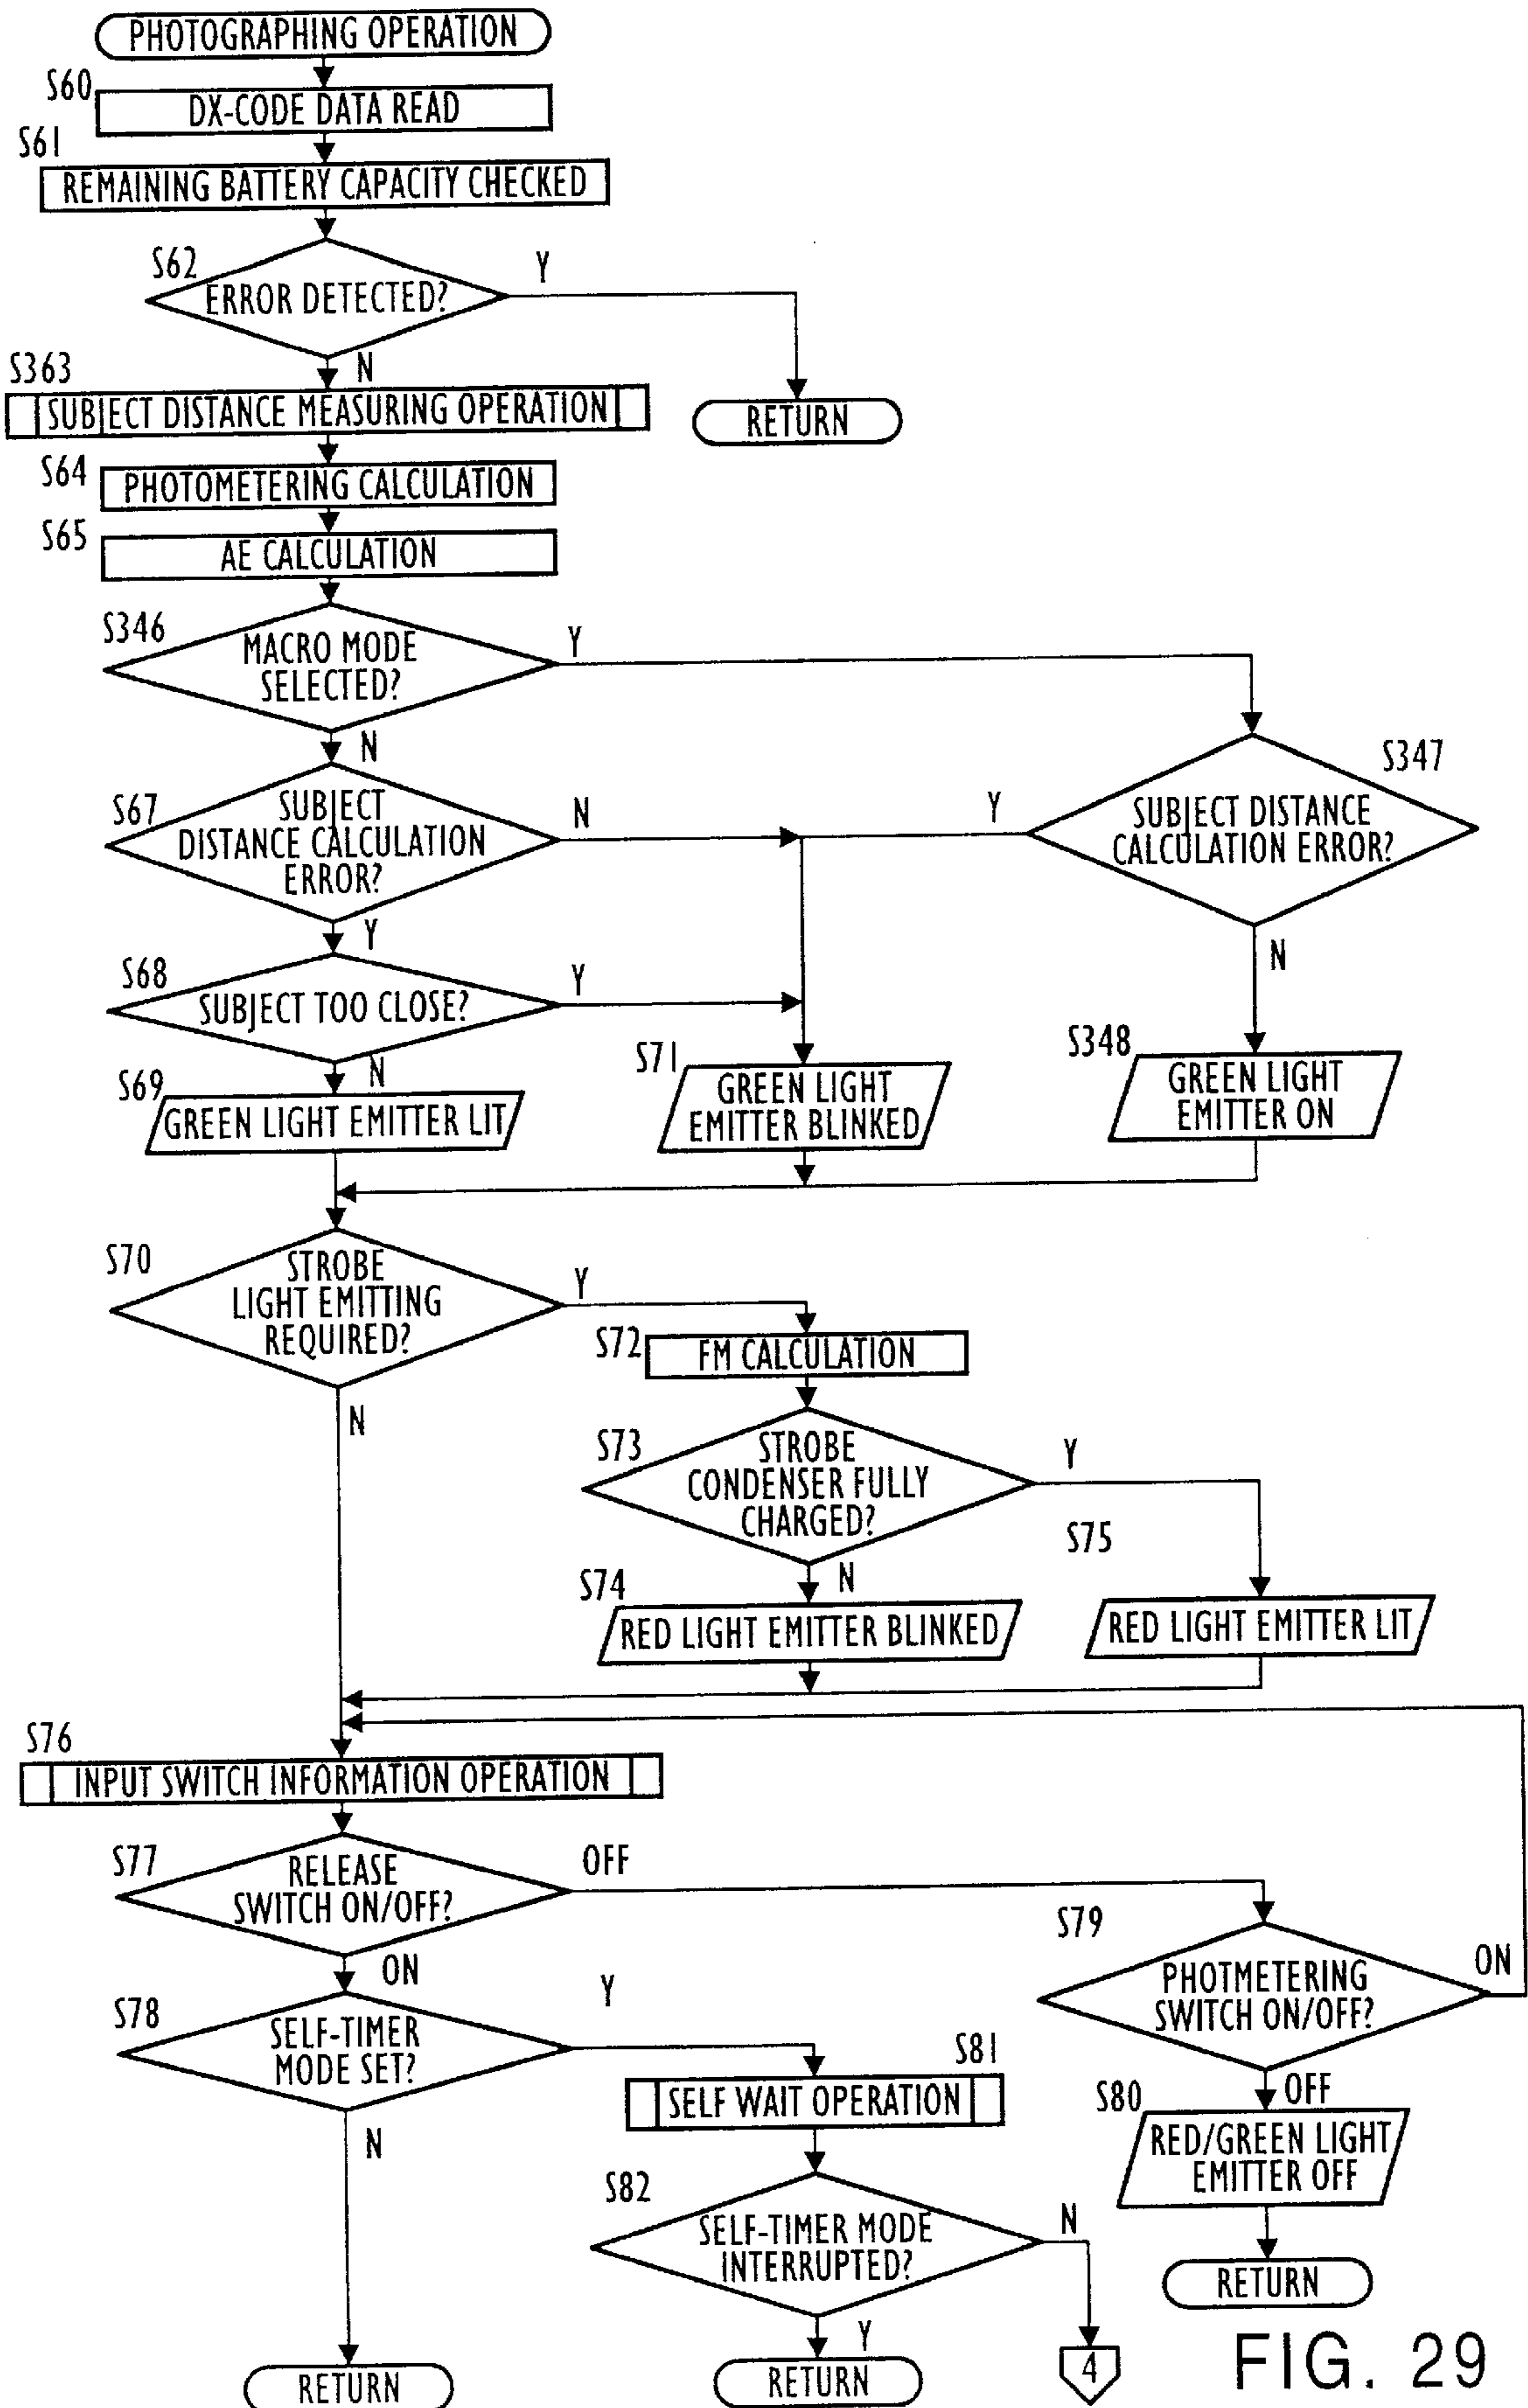 PHOTOGRAPHING OPERATION
S60
DX-CODE DATA READ
S61
REMAINING BATTERY CAPACITY CHECKED
S62
ERROR DETECTED?
Y
N
S363
SUBJECT DISTANCE MEASURING OPERATION
RETURN
S64
PHOTOMETERING CALCULATION
S65
AE CALCULATION
S346
MACRO MODE
SELECTED?
Y
N
S67
SUBJECT
DISTANCE CALCULATION
ERROR?
N
Y
S347
SUBJECT DISTANCE
CALCULATION ERROR?
Y
N
S68
SUBJECT TOO CLOSE?
Y
N
S69
GREEN LIGHT EMITTER LIT
S71
GREEN LIGHT
EMITTER BLINKED
S348
GREEN LIGHT
EMITTER ON
S70
STROBE
LIGHT EMITTING
REQUIRED?
Y
N
S72
FM CALCULATION
S73
STROBE
CONDENSER FULLY
CHARGED?
Y
N
S74
RED LIGHT EMITTER BLINKED
S75
RED LIGHT EMITTER LIT
S76
INPUT SWITCH INFORMATION OPERATION
S77
RELEASE
SWITCH ON/OFF?
OFF
ON
S79
PHOTMETERING
SWITCH ON/OFF?
ON
OFF
S78
SELF-TIMER
MODE SET?
Y
N
S81
SELF WAIT OPERATION
S80
RED/GREEN LIGHT
EMITTER OFF
S82
SELF-TIMER MODE
INTERRUPTED?
N
Y
RETURN
RETURN
RETURN
4
FIG. 29